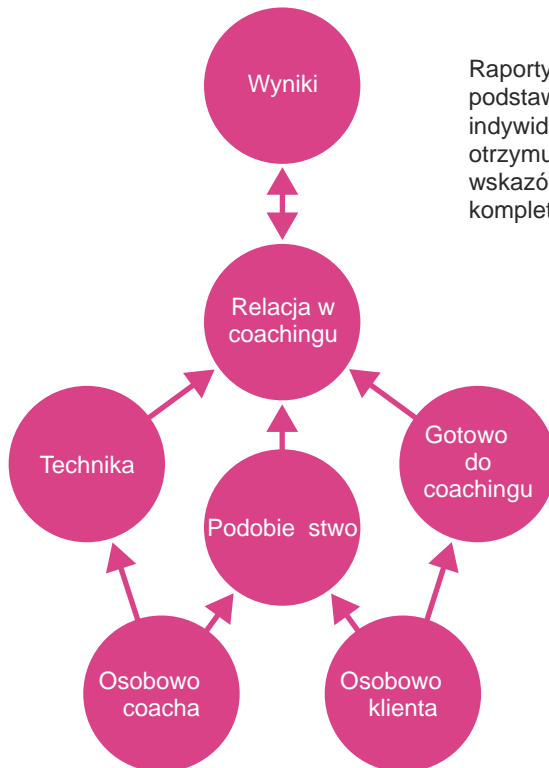 Wyniki
Raporty
podstaw
indywid
otrzymu
wskazó
komplet
Relacja w
coachingu
Technika
Gotowo
do
coachingu
Podobie stwo
Osobowo
coacha
Osobowo
klienta